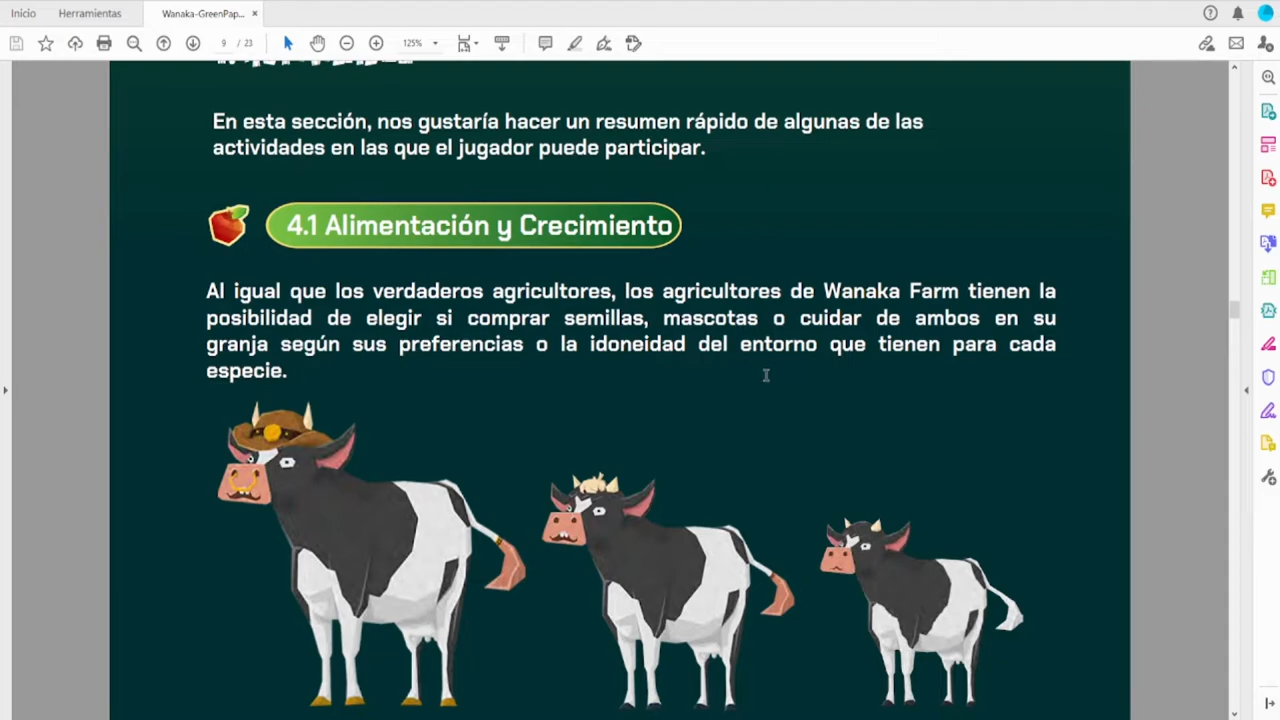 Inicio
Herramientas
Wanaka-GreenPap...
9 / 23
125%
En esta sección, nos gustaría hacer un resumen rápido de algunas de las
actividades en las que el jugador puede participar.
4.1 Alimentación y Crecimiento
Al igual que los verdaderos agricultores, los agricultores de Wanaka Farm tienen la
posibilidad de elegir si comprar semillas, mascotas o cuidar de ambos en su
granja según sus preferencias o la idoneidad del entorno que tienen para cada
especie.